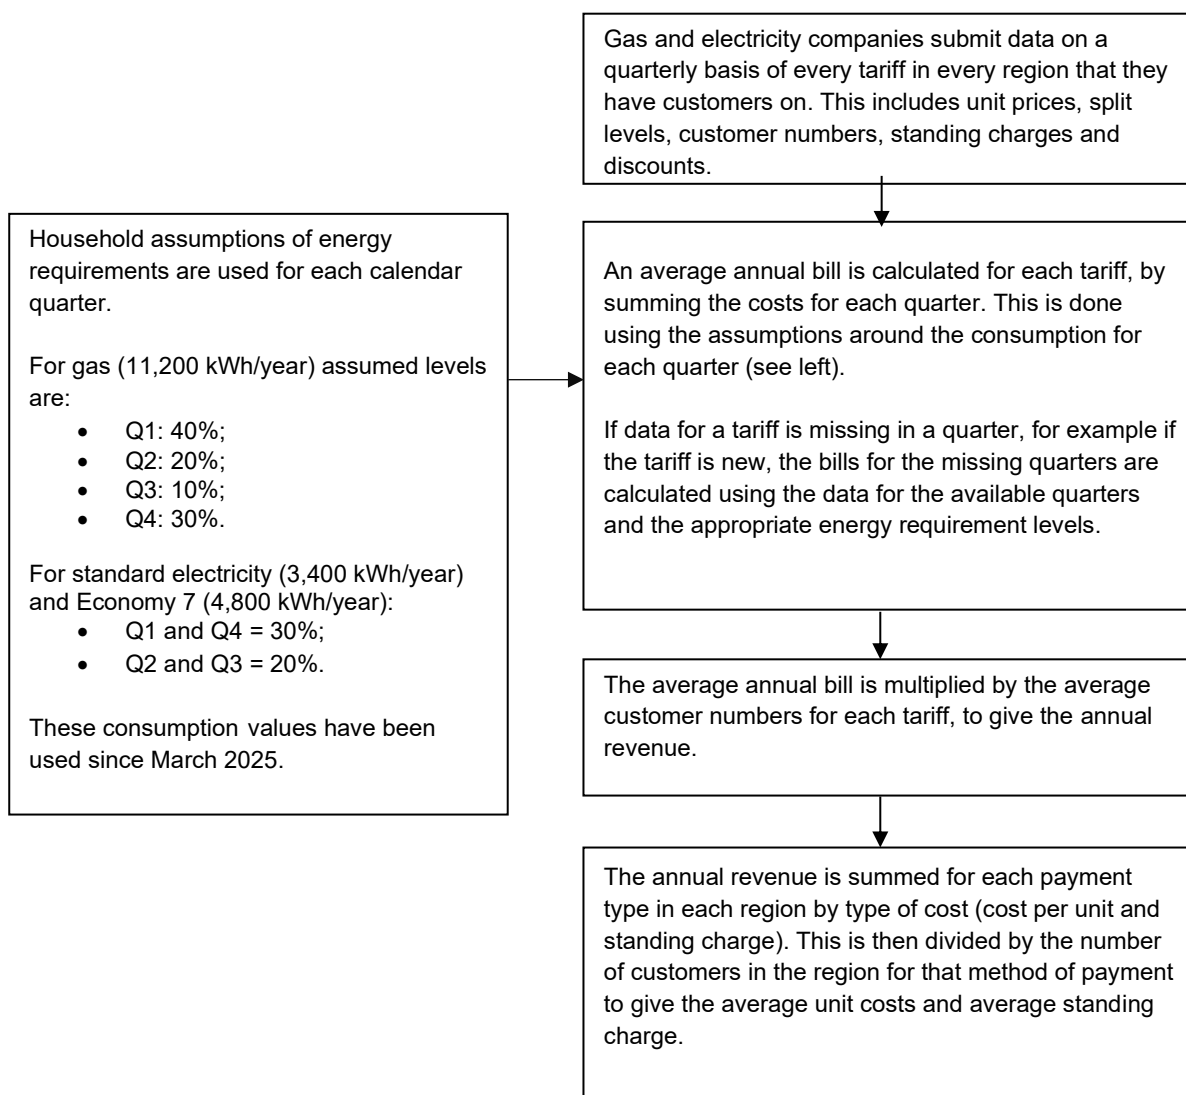 Gas and electricity companies submit data on a
quarterly basis of every tariff in every region that they
have customers on. This includes unit prices, split
levels, customer numbers, standing charges and
discounts.
Household assumptions of energy
requirements are used for each calendar
quarter.
For gas (11,200 kWh/year) assumed levels
are:
• Q1: 40%;
• Q2: 20%;
• Q3: 10%;
• Q4: 30%.
For standard electricity (3,400 kWh/year)
and Economy 7 (4,800 kWh/year):
• Q1 and Q4 = 30%;
• Q2 and Q3 = 20%.
These consumption values have been
used since March 2025.
An average annual bill is calculated for each tariff, by
summing the costs for each quarter. This is done
using the assumptions around the consumption for
each quarter (see left).
If data for a tariff is missing in a quarter, for example if
the tariff is new, the bills for the missing quarters are
calculated using the data for the available quarters
and the appropriate energy requirement levels.
The average annual bill is multiplied by the average
customer numbers for each tariff, to give the annual
revenue.
The annual revenue is summed for each payment
type in each region by type of cost (cost per unit and
standing charge). This is then divided by the number
of customers in the region for that method of payment
to give the average unit costs and average standing
charge.